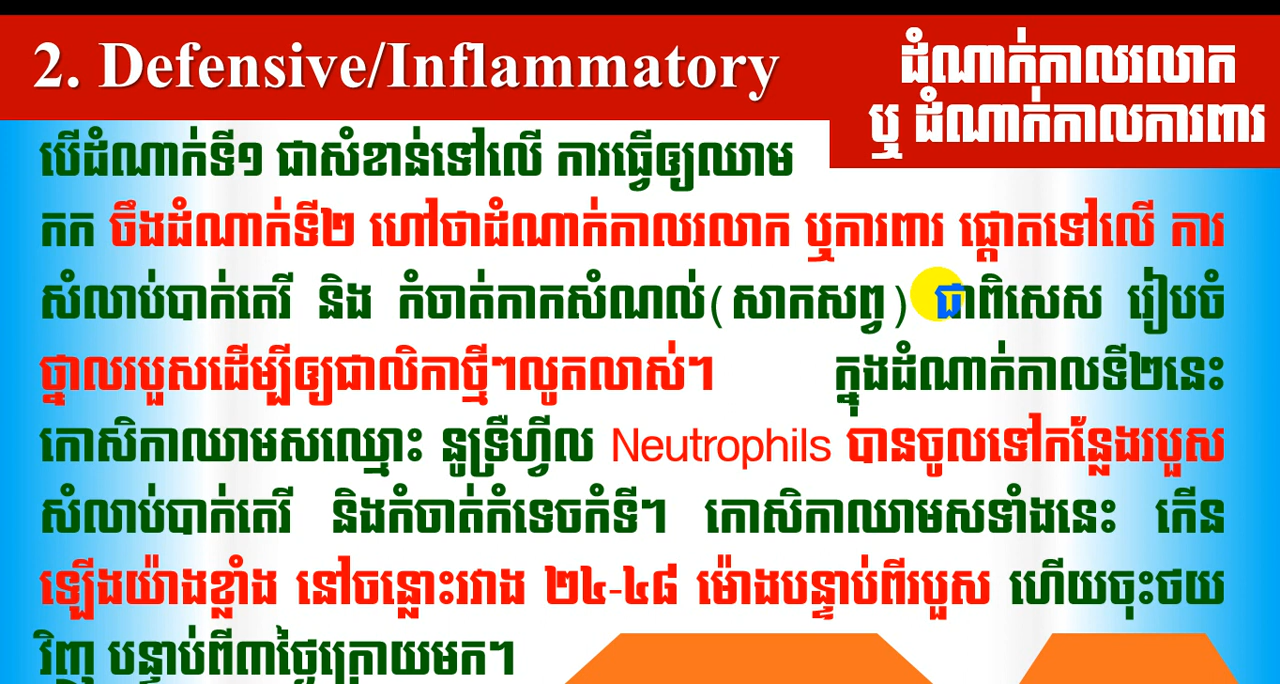 2. Defensive/Inflammatory
ដំណាក់កាលរលាក
ឬ ដំណាក់កាលការពារ
បើដំណាក់ទី១ ជាសំខាន់ទៅលើ ការធ្វើឲ្យឈាម
កក ចឹងដំណាក់ទី២ ហៅថាដំណាក់កាលរលាក ឬការពារ ផ្តោតទៅលើ ការ
សំលាប់បាក់តេរី និង កំចាត់កាកសំណល់(សាកសព្វ) ជាពិសេស រៀបចំ
ថ្នាលរបួសដើម្បីឲ្យជាលិកាថ្មីៗលូតលាស់។ ក្នុងដំណាក់កាលទី២នេះ
កោសិកាឈាមសឈ្មោះ នូទ្រឺហ្វីល Neutrophils បានចូលទៅកន្លែងរបួស
សំលាប់បាក់តេរី និងកំចាត់កំទេចកំទី។ កោសិកាឈាមសទាំងនេះ កើន
ឡើងយ៉ាងខ្លាំង នៅចន្លោះរវាង ២៤-៤៨ ម៉ោងបន្ទាប់ពីរបួស ហើយចុះថយ
វិញ បន្ទាប់ពី៣ថ្ងៃក្រោយមក។